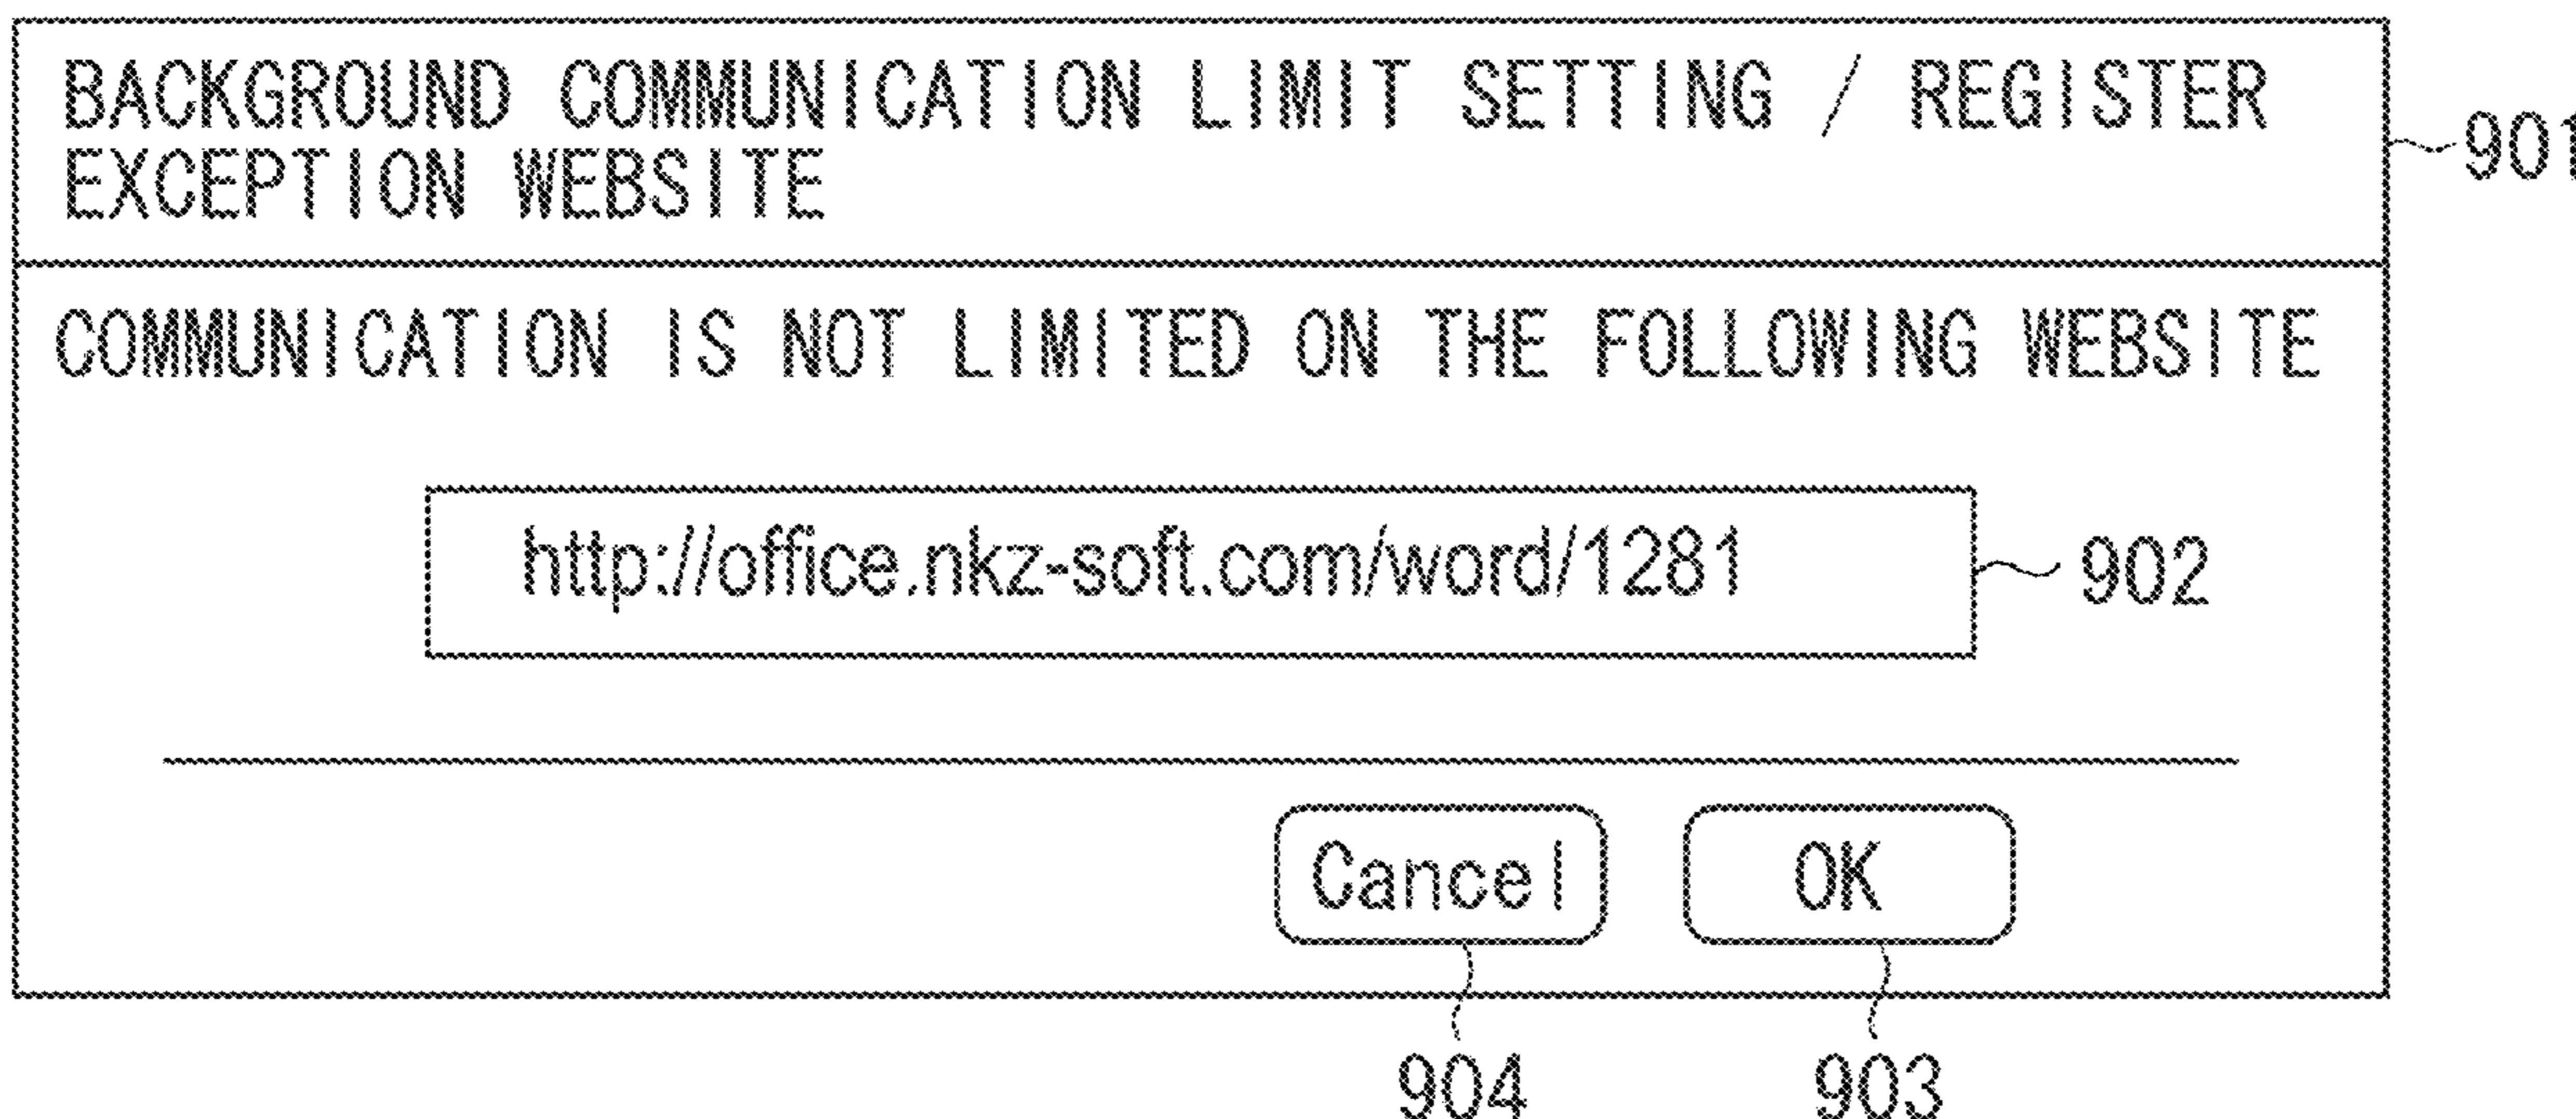 BACKGROUND COMMUNICATION LIMIT SETTING / REGISTER
EXCEPTION WEBSITE
901
COMMUNICATION IS NOT LIMITED ON THE FOLLOWING WEBSITE
http://office.nkz-soft.com/word/1281
902
Cancel OK
904 903